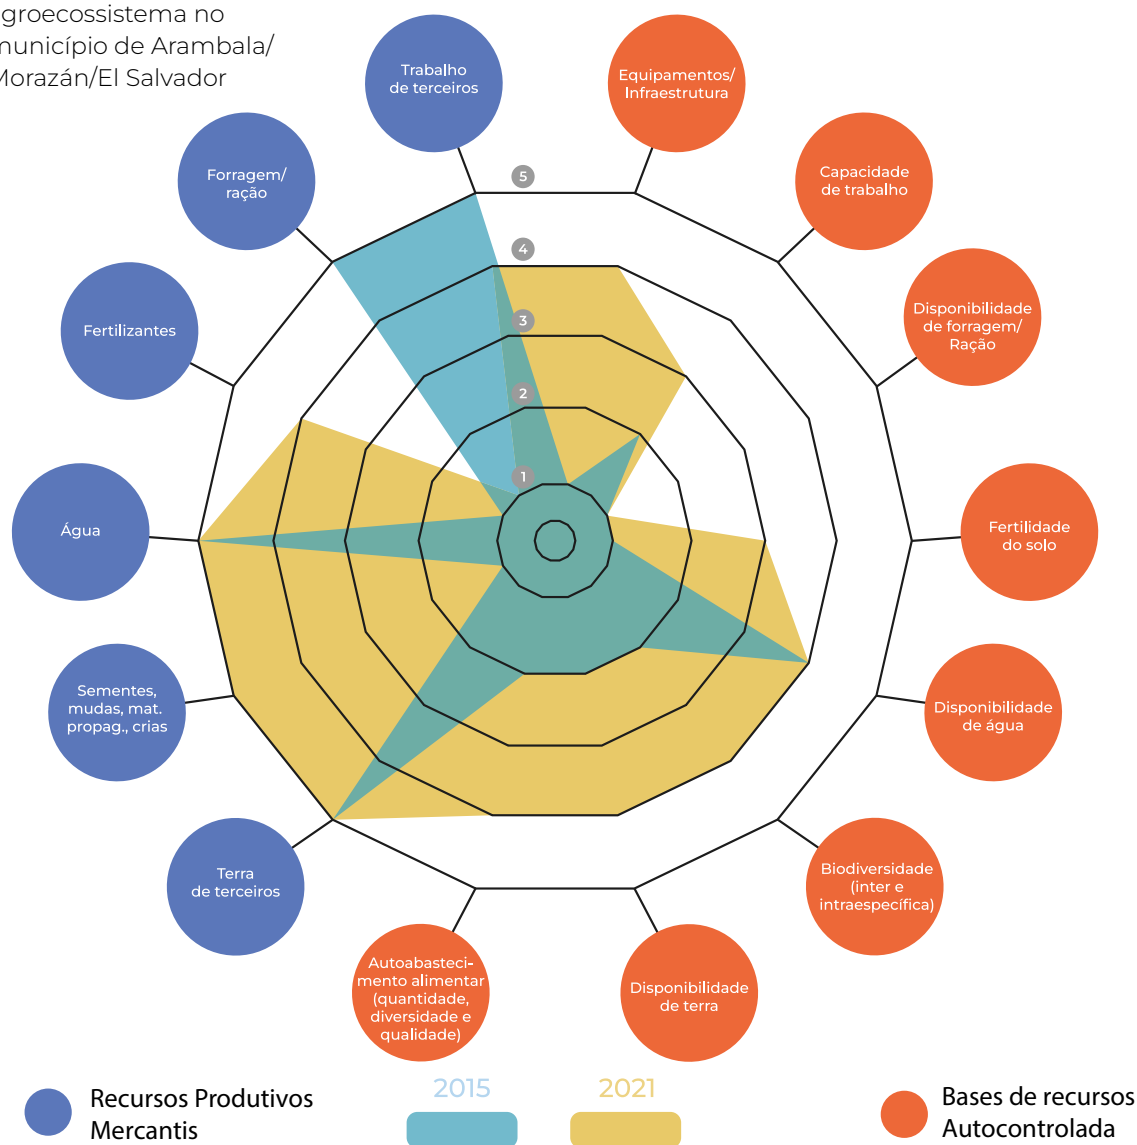 groecossistema no
município de Arambala/
Morazán/El Salvador
Trabalho
de terceiros
Equipamentos/
Infraestrutura
Forragem/
ração
Capacidade
de trabalho
Fertilizantes
Disponibilidade
de forragem/
Ração
Água
Fertilidade
do solo
Sementes,
mudas, mat.
propag., crias
Disponibilidade
de água
Terra
de terceiros
Biodiversidade
(inter e
intraespecífica)
Autoabasteci-
mento alimentar
(quantidade,
diversidade e
qualidade)
Disponibilidade
de terra
5
4
3
2
1
Recursos Produtivos
Mercantis
2015
2021
Bases de recursos
Autocontrolada